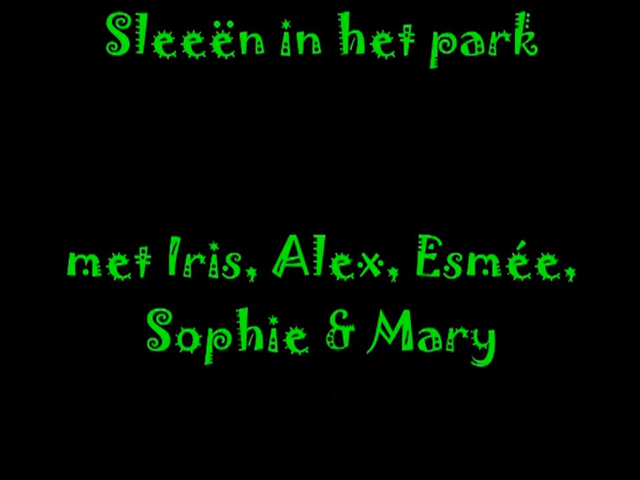 Sleeën in het park
met Iris, Alex, Esmée,
Sophie & Mary